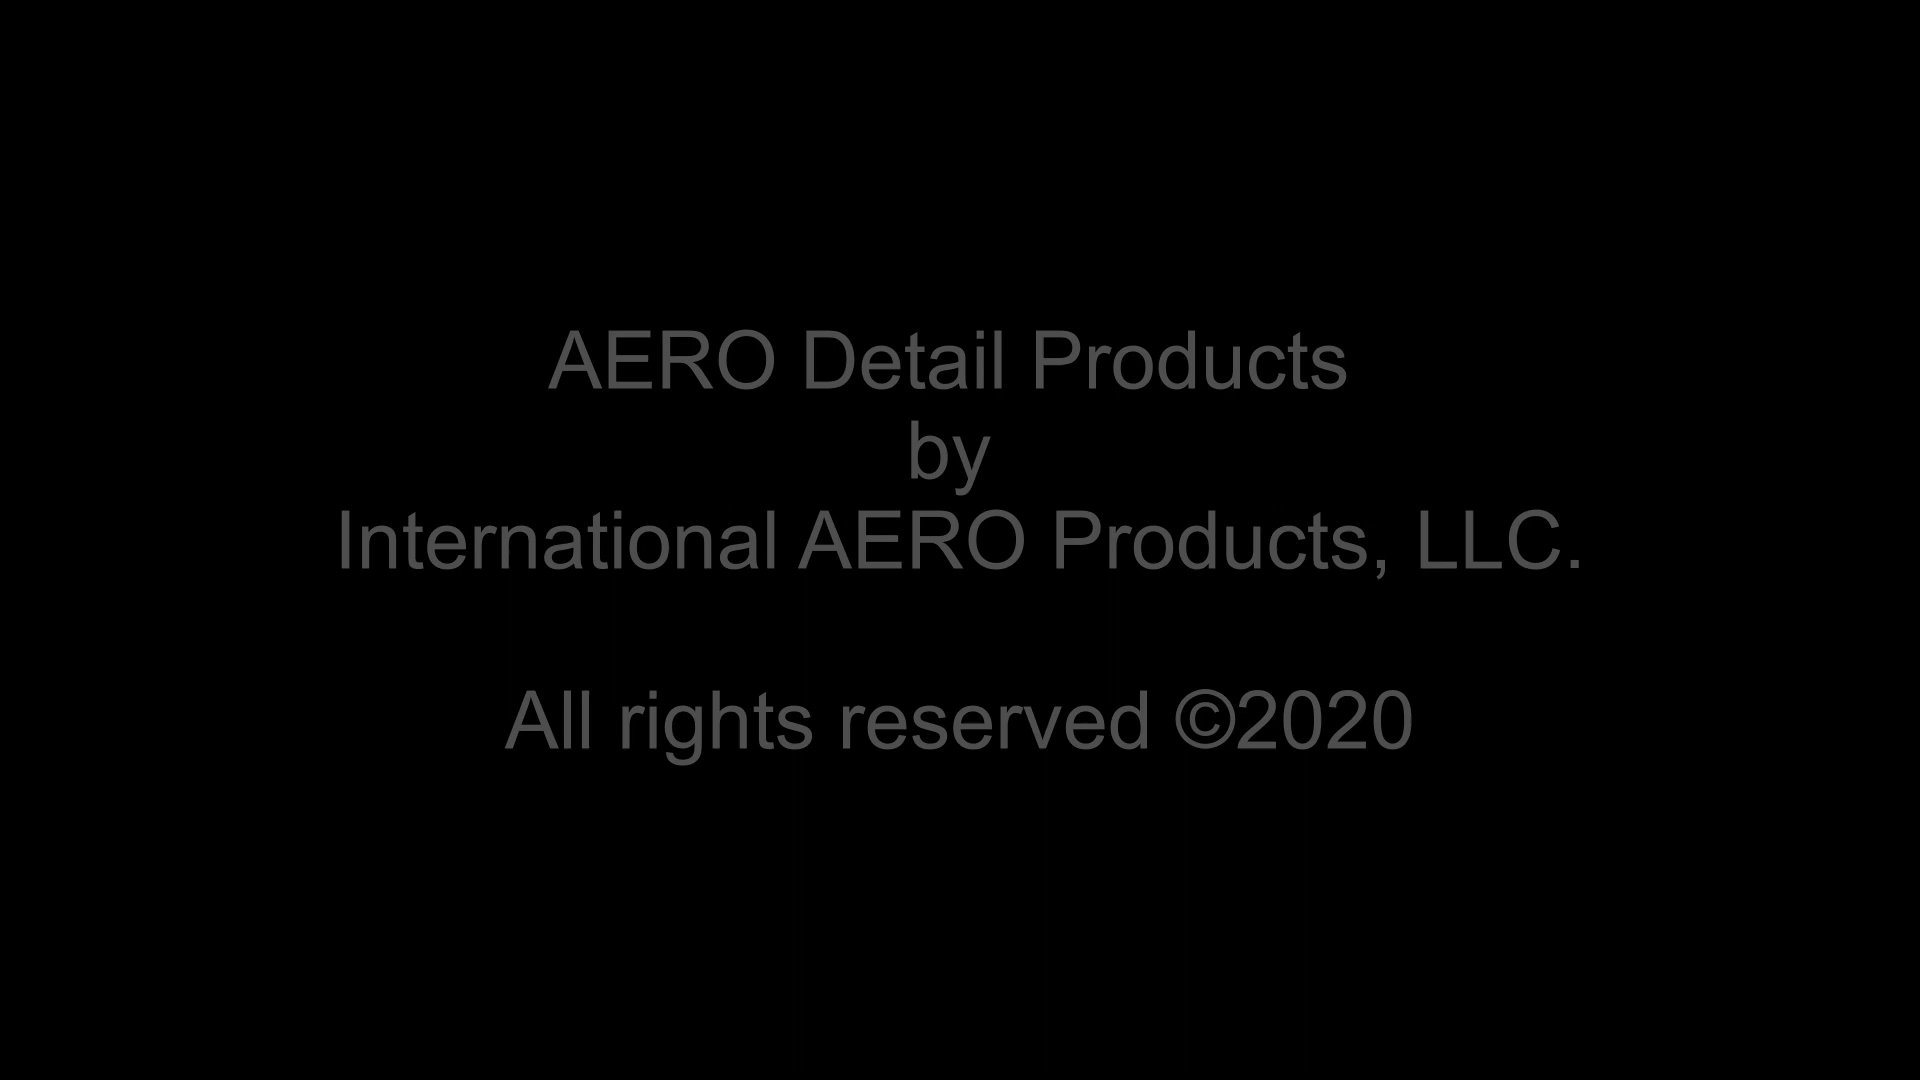 AERO Detail Products
by
International AERO Products, LLC.
All rights reserved ©2020